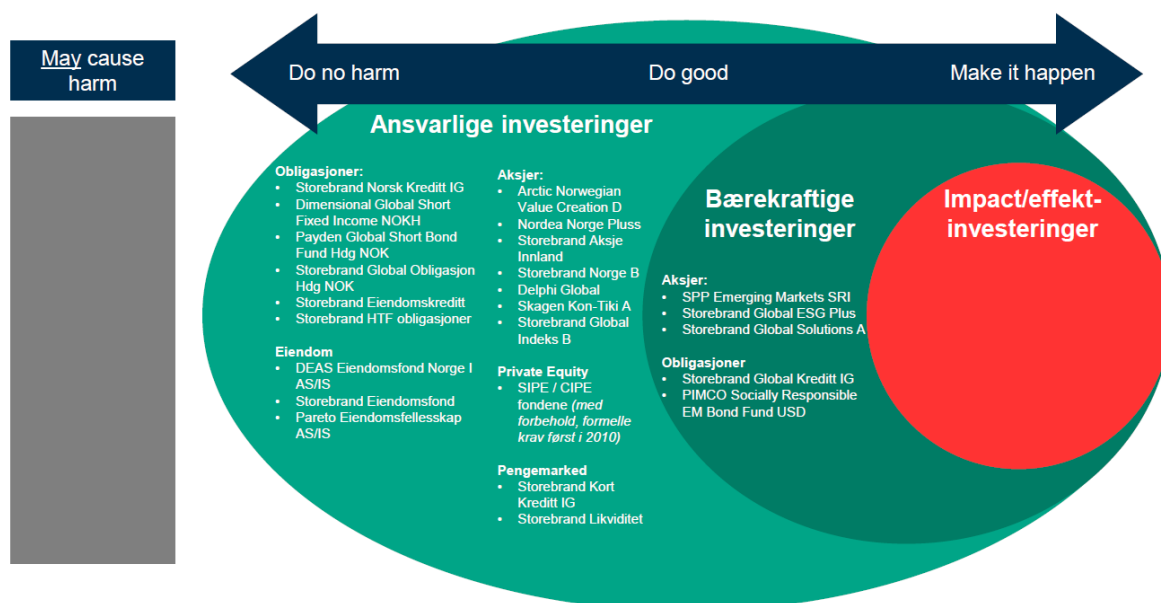 May cause
harm
Do no harm
Do good
Make it happen
Ansvarlige investeringer
Obligasjoner:
• Storebrand Norsk Kreditt IG
• Dimensional Global Short
Fixed Income NOKH
• Payden Global Short Bond
Fund Hdg NOK
• Storebrand Global Obligasjon
Hdg NOK
• Storebrand Eiendomskreditt
• Storebrand HTF obligasjoner
Eiendom
• DEAS Eiendomsfond Norge I
AS/IS
• Storebrand Eiendomsfond
• Pareto Eiendomsfellesskap
AS/IS
Aksjer:
• Arctic Norwegian
Value Creation D
• Nordea Norge Pluss
• Storebrand Aksje
Innland
• Storebrand Norge B
• Delphi Global
• Skagen Kon-Tiki A
• Storebrand Global
Indeks B
Private Equity
• SIPE / CIPE
fondene (med
forbehold, formelle
krav først i 2010)
Pengemarked
• Storebrand Kort
Kreditt IG
• Storebrand Likviditet
Bærekraftige
investeringer
Aksjer:
• SPP Emerging Markets SRI
• Storebrand Global ESG Plus
• Storebrand Global Solutions A
Obligasjoner
• Storebrand Global Kreditt IG
• PIMCO Socially Responsible
EM Bond Fund USD
Impact/effekt-
investeringer